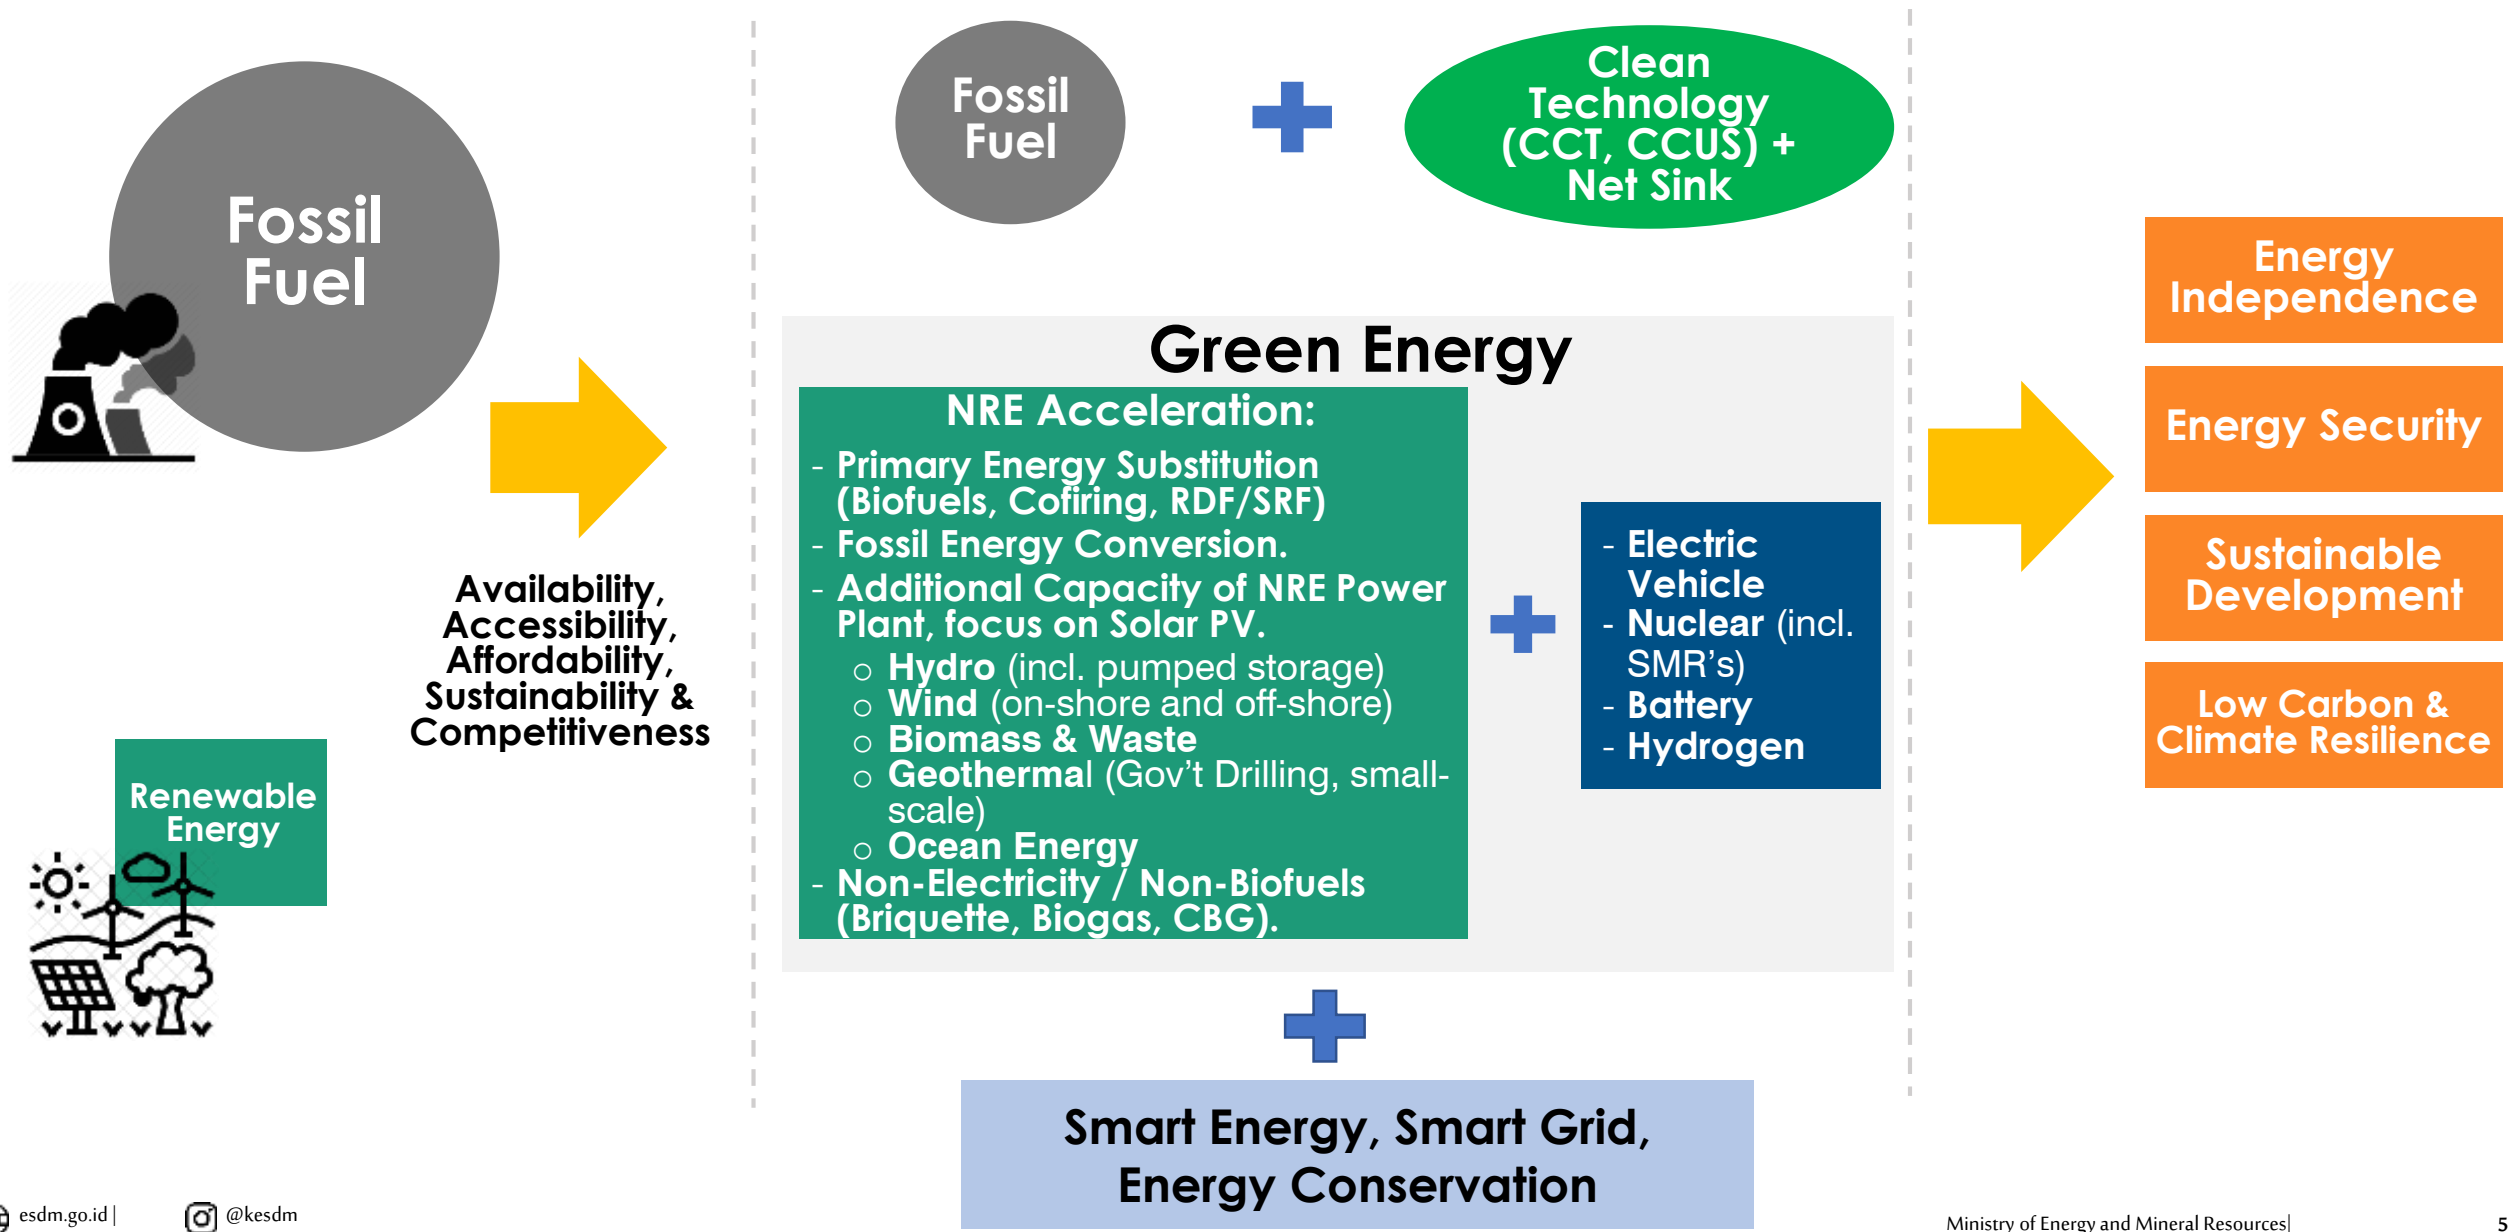 Fossil
Fuel
Renewable
Energy
Availability,
Accessibility,
Affordability,
Sustainability &
Competitiveness
Fossil
Fuel
Clean
Technology
(CCT, CCUS) +
Net Sink
Green Energy
NRE Acceleration:
- Primary Energy Substitution
(Biofuels, Cofiring, RDF/SRF)
- Fossil Energy Conversion.
- Additional Capacity of NRE Power
Plant, focus on Solar PV.
o Hydro (incl. pumped storage)
o Wind (on-shore and off-shore)
o Biomass & Waste
o Geothermal (Gov't Drilling, small-
scale)
o Ocean Energy
- Non-Electricity / Non-Biofuels
(Briquette, Biogas, CBG).
- Electric
Vehicle
- Nuclear (incl.
SMR's)
- Battery
- Hydrogen
Smart Energy, Smart Grid,
Energy Conservation
Energy
Independence
Energy Security
Sustainable
Development
Low Carbon &
Climate Resilience
esdm.go.id | @kesdm
Ministry of Energy and Mineral Resources| 5